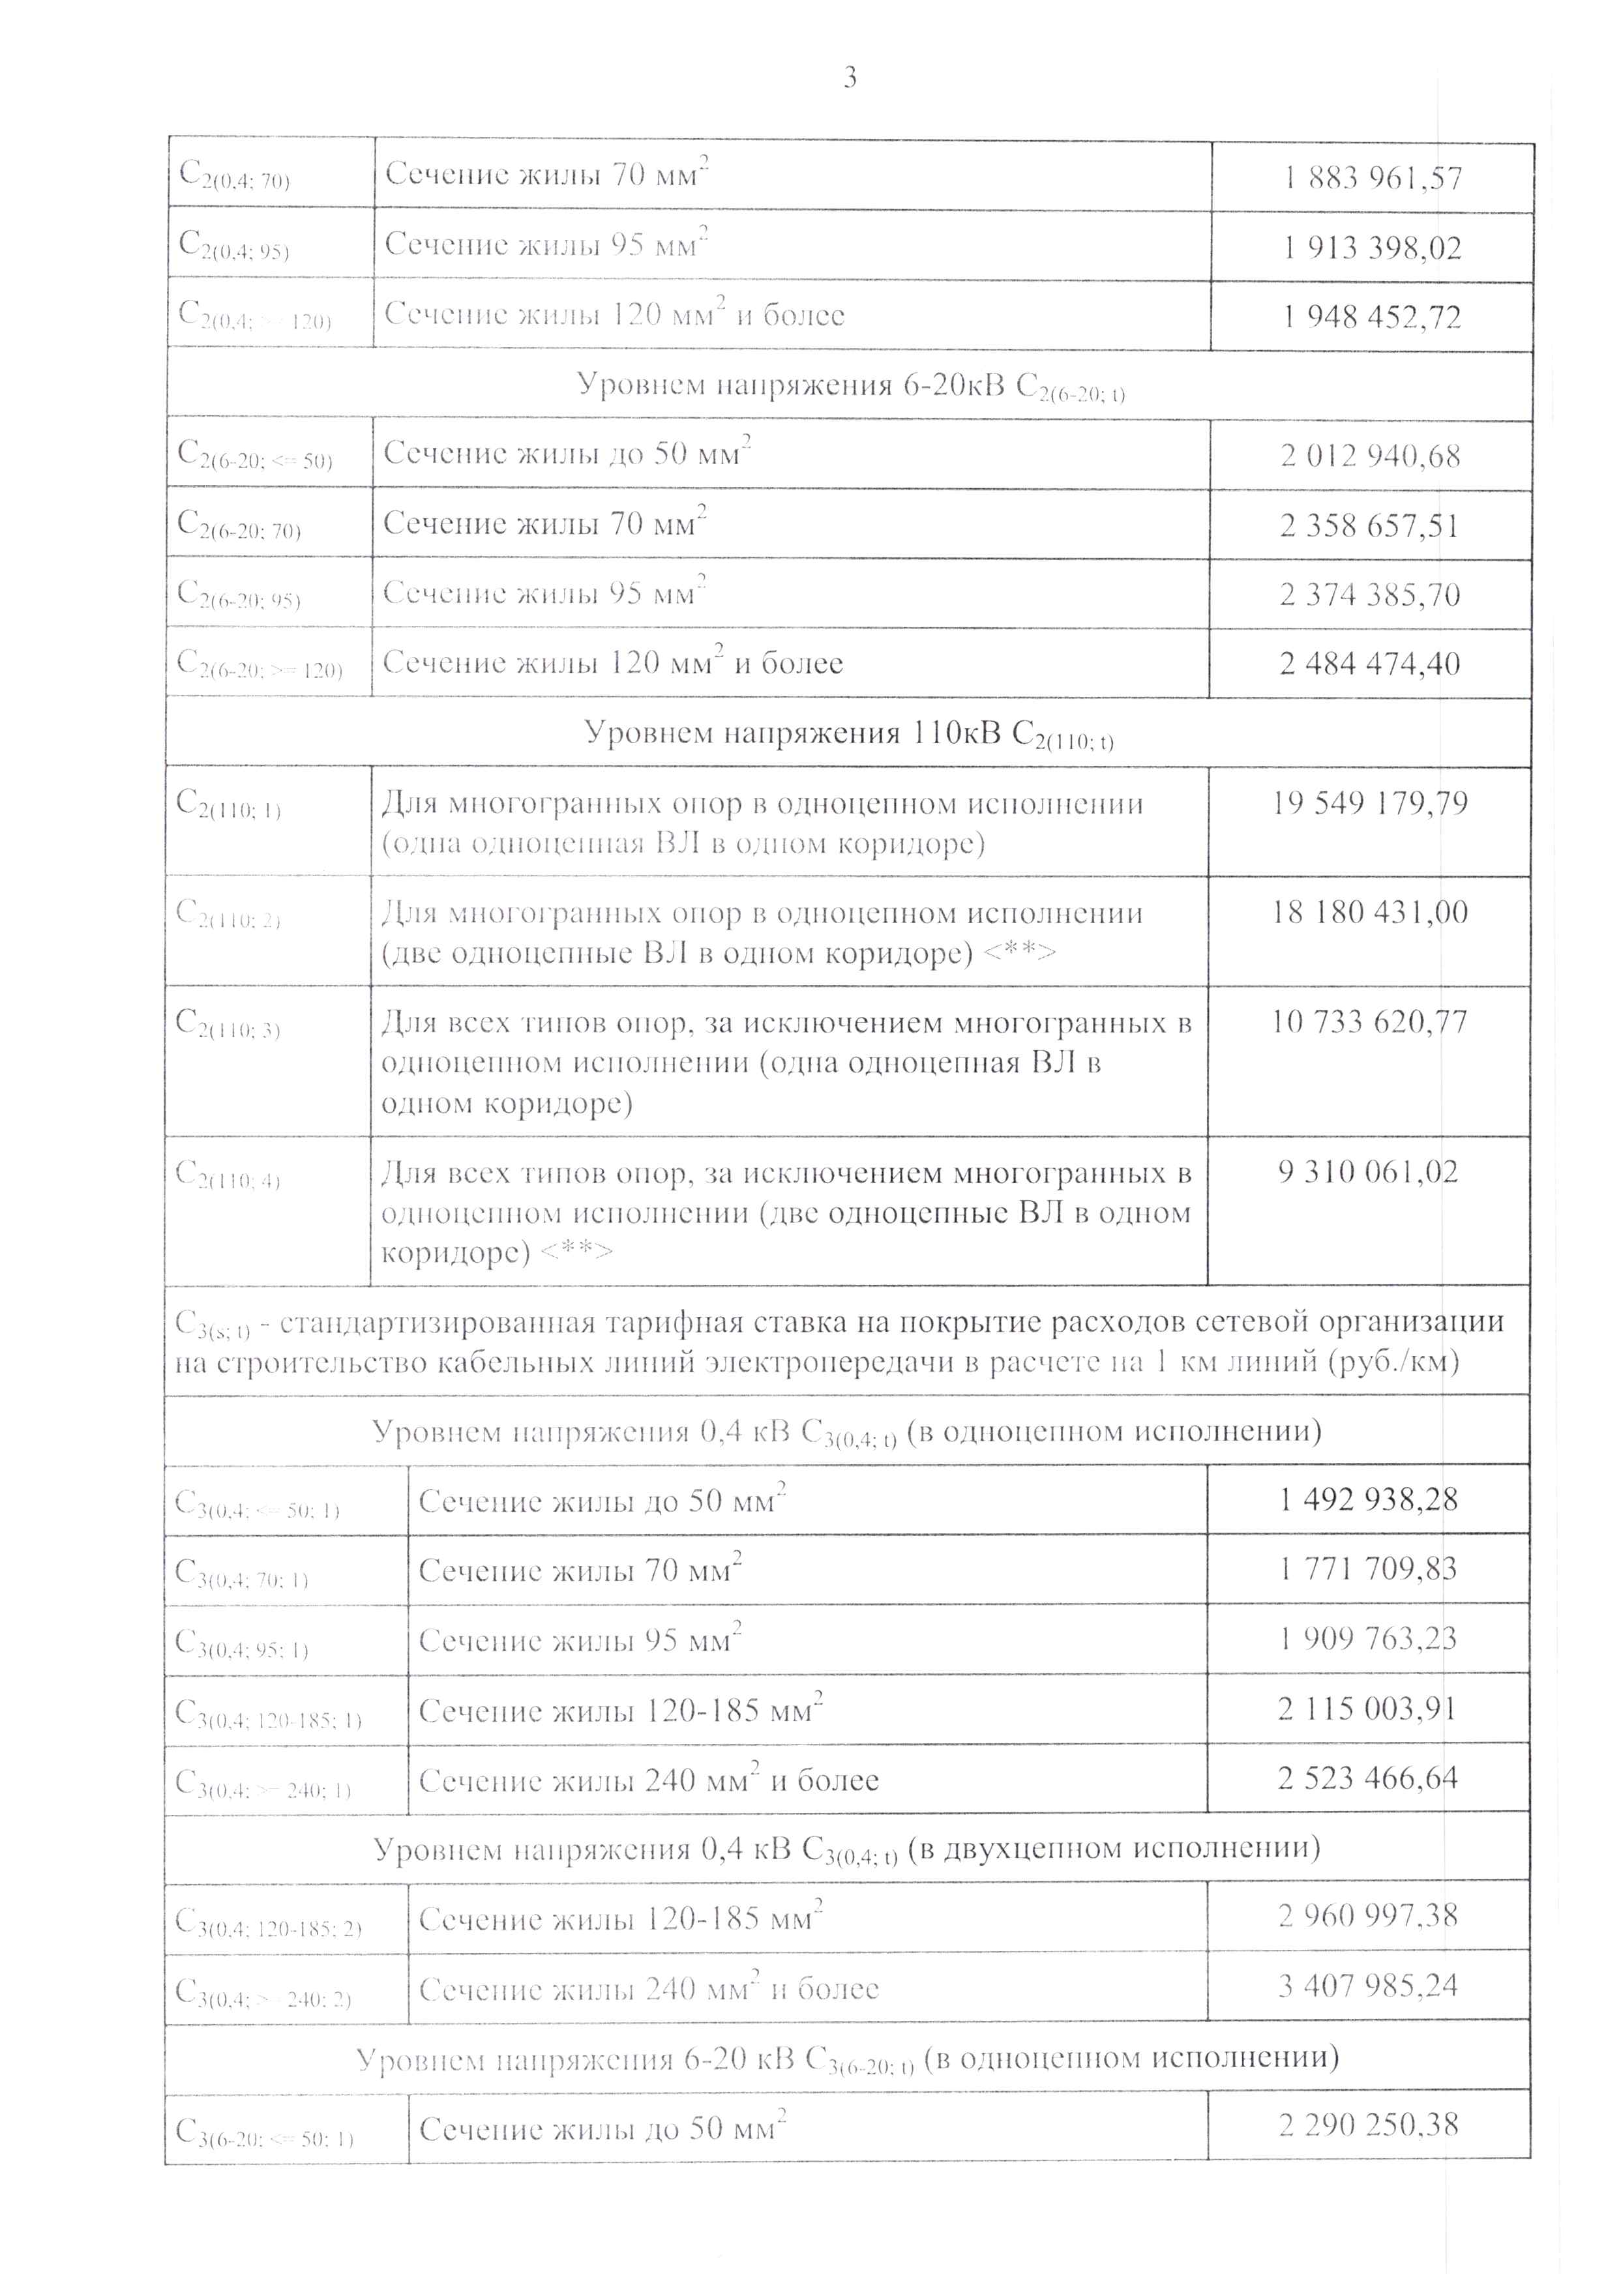 3
C2(0,4; 70) Сечение жилы 70 мм² 1 883 961,57
C2(0,4; 95) Сечение жилы 95 мм² 1 913 398,02
C2(0,4; >= 120) Сечение жилы 120 мм² и более 1 948 452,72
Уровнем напряжения 6-20кВ C2(6-20; t)
C2(6-20; <= 50) Сечение жилы до 50 мм² 2 012 940,68
C2(6-20; 70) Сечение жилы 70 мм² 2 358 657,51
C2(6-20; 95) Сечение жилы 95 мм² 2 374 385,70
C2(6-20; >= 120) Сечение жилы 120 мм² и более 2 484 474,40
Уровнем напряжения 110кВ C2(110; t)
C2(110; 1) Для многогранных опор в одноцепном исполнении 19 549 179,79
(одна одноцепная ВЛ в одном коридоре)
C2(110; 2) Для многогранных опор в одноцепном исполнении 18 180 431,00
(две одноцепные ВЛ в одном коридоре) <**>
C2(110; 3) Для всех типов опор, за исключением многогранных в 10 733 620,77
одноцепном исполнении (одна одноцепная ВЛ в
одном коридоре)
C2(110; 4) Для всех типов опор, за исключением многогранных в 9 310 061,02
одноцепном исполнении (две одноцепные ВЛ в одном
коридоре) <**>
C3(s; t) - стандартизированная тарифная ставка на покрытие расходов сетевой организации
на строительство кабельных линий электропередачи в расчете на 1 км линий (руб./км)
Уровнем напряжения 0,4 кВ C3(0,4; t) (в одноцепном исполнении)
C3(0,4; <= 50; 1) Сечение жилы до 50 мм² 1 492 938,28
C3(0,4; 70; 1) Сечение жилы 70 мм² 1 771 709,83
C3(0,4; 95; 1) Сечение жилы 95 мм² 1 909 763,23
C3(0,4; 120-185; 1) Сечение жилы 120-185 мм² 2 115 003,91
C3(0,4; >= 240; 1) Сечение жилы 240 мм² и более 2 523 466,64
Уровнем напряжения 0,4 кВ C3(0,4; t) (в двухцепном исполнении)
C3(0,4; 120-185; 2) Сечение жилы 120-185 мм² 2 960 997,38
C3(0,4; >= 240; 2) Сечение жилы 240 мм² и более 3 407 985,24
Уровнем напряжения 6-20 кВ C3(6-20; t) (в одноцепном исполнении)
C3(6-20; <= 50; 1) Сечение жилы до 50 мм² 2 290 250,38